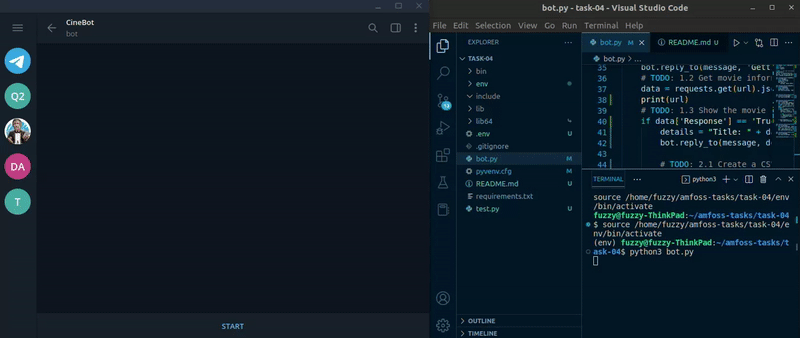 CineBot
bot
Q2
DA
T
START
bot.py - task-04 - Visual Studio Code
File Edit Selection View Go Run Terminal Help
EXPLORER
TASK-04
bin
env
include
lib
lib64
.env U
.gitignore
bot.py M
pyvenv.cfg M
README.md U
requirements.txt
test.py U
OUTLINE
TIMELINE
bot.py M
README.md U
bot.py > ...
35 bot.reply_to(message, 'Gett
36 # TODO: 1.2 Get movie inform
37 data = requests.get(url).js
38 print(url)
39 # TODO: 1.3 Show the movie
40 if data['Response'] == 'Tru
41 details = "Title: " + d
42 bot.reply_to(message, d
44 # TODO: 2.1 Create a CS
TERMINAL ... python3
source /home/fuzzy/amfoss-tasks/task-04/env
/bin/activate
fuzzy@fuzzy-ThinkPad:~/amfoss-tasks/task-04
$ source /home/fuzzy/amfoss-tasks/task-04/e
nv/bin/activate
(env) fuzzy@fuzzy-ThinkPad:~/amfoss-tasks/t
ask-04$ python3 bot.py